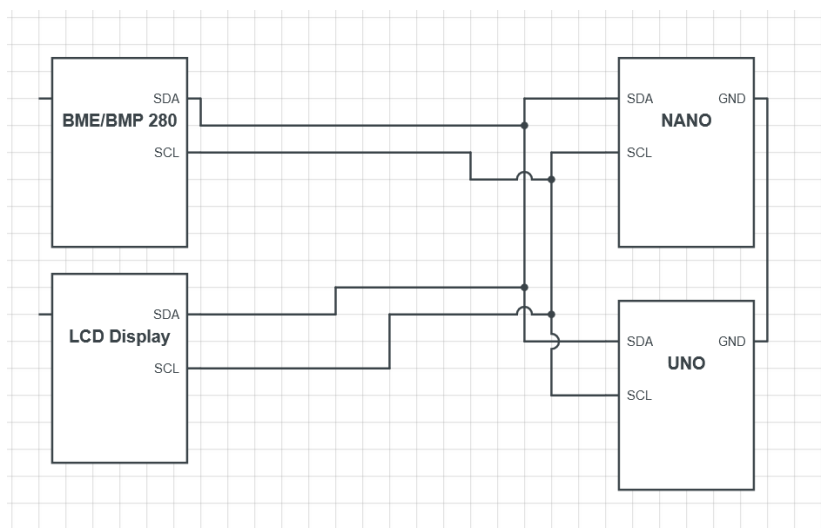 SDA
BME/BMP 280
SCL
SDA
LCD Display
SCL
SDA GND
NANO
SCL
SDA GND
UNO
SCL